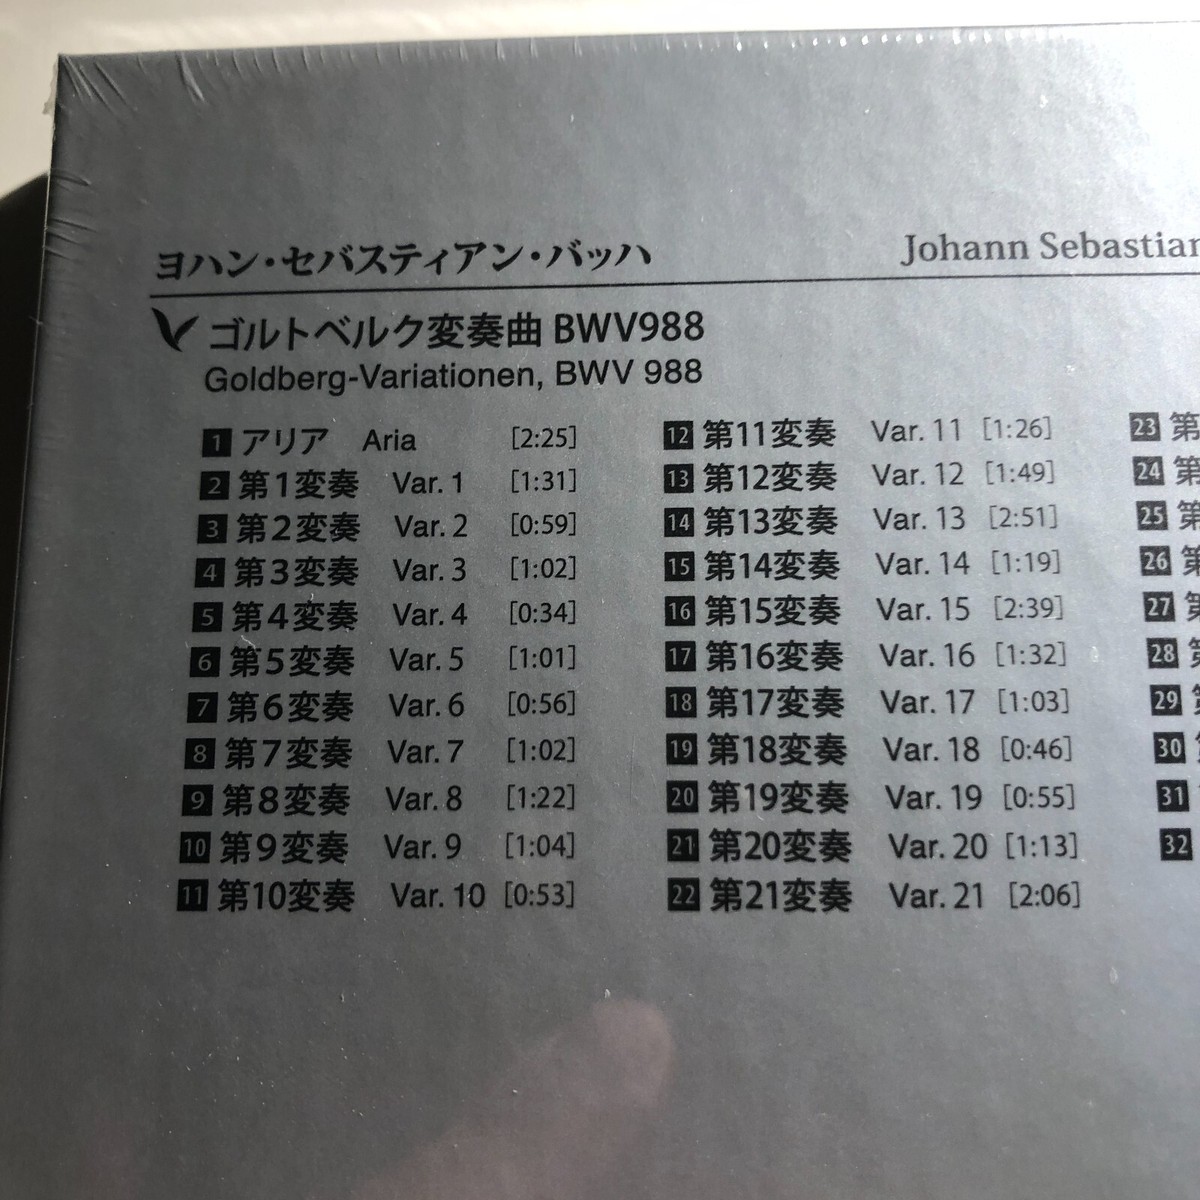 ヨハン・セバスティアン・バッハ Johann Sebastian
ゴルトベルク変奏曲 BWV988
Goldberg-Variationen, BWV 988
1 アリア Aria [2:25]
2 第1変奏 Var. 1 [1:31]
3 第2変奏 Var. 2 [0:59]
4 第3変奏 Var. 3 [1:02]
5 第4変奏 Var. 4 [0:34]
6 第5変奏 Var. 5 [1:01]
7 第6変奏 Var. 6 [0:56]
8 第7変奏 Var. 7 [1:02]
9 第8変奏 Var. 8 [1:22]
10 第9変奏 Var. 9 [1:04]
11 第10変奏 Var. 10 [0:53]
12 第11変奏 Var. 11 [1:26]
13 第12変奏 Var. 12 [1:49]
14 第13変奏 Var. 13 [2:51]
15 第14変奏 Var. 14 [1:19]
16 第15変奏 Var. 15 [2:39]
17 第16変奏 Var. 16 [1:32]
18 第17変奏 Var. 17 [1:03]
19 第18変奏 Var. 18 [0:46]
20 第19変奏 Var. 19 [0:55]
21 第20変奏 Var. 20 [1:13]
22 第21変奏 Var. 21 [2:06]
23 第
24 第
25 第
26
27
28
29
30
31
32